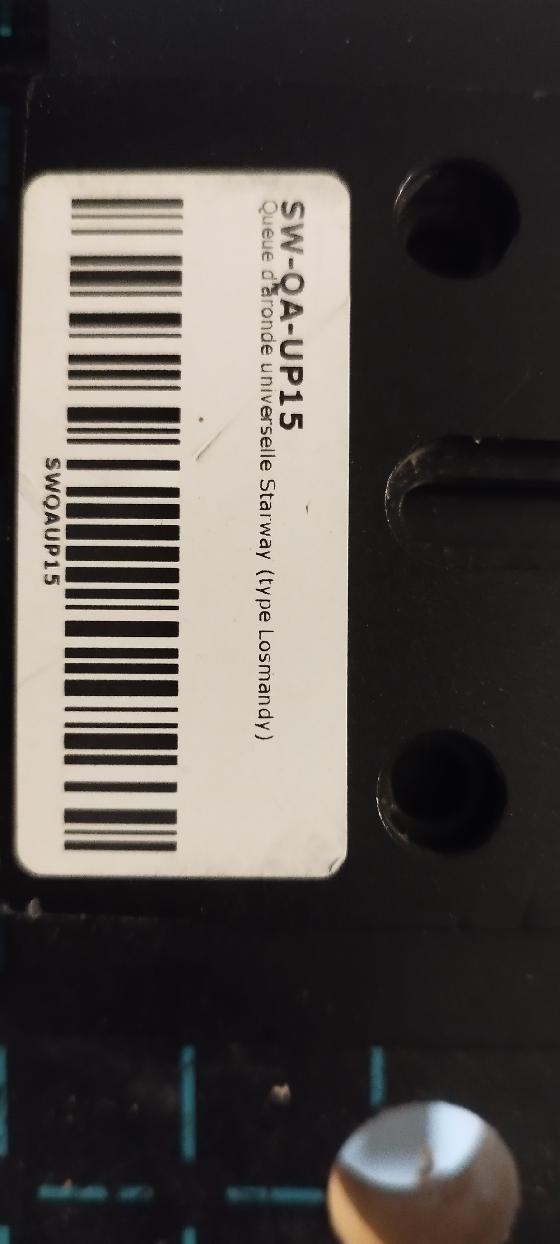 SW-QA-UP15
Queue d'aronde universelle Starway (type Losmandy)
SWQAUP15